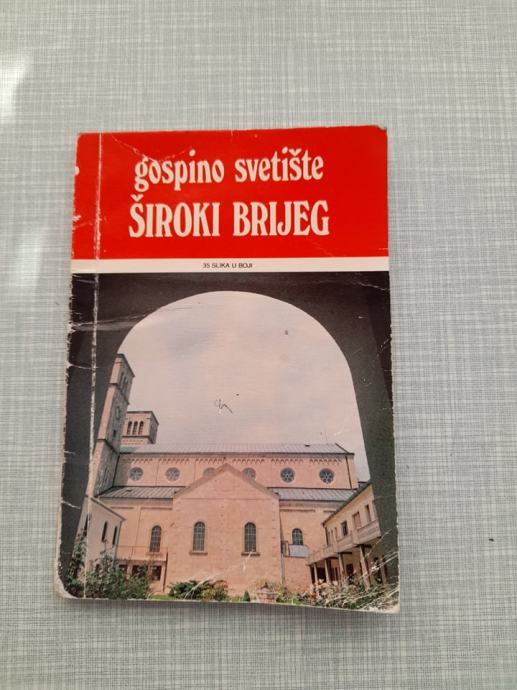 gospino svetište
ŠIROKI BRIJEG
35 SLIKA U BOJI